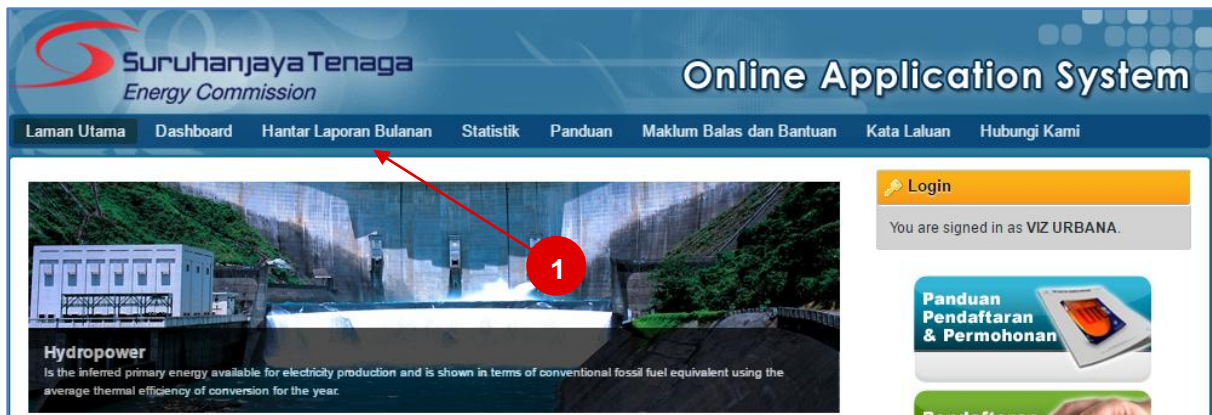 Suruhanjaya Tenaga
Energy Commission
Online Application System
Laman Utama Dashboard Hantar Laporan Bulanan Statistik Panduan Maklum Balas dan Bantuan Kata Laluan Hubungi Kami
Login
You are signed in as VIZ URBANA.
1
Hydropower
Is the inferred primary energy available for electricity production and is shown in terms of conventional fossil fuel equivalent using the
average thermal efficiency of conversion for the year.
Panduan
Pendaftaran
& Permohonan